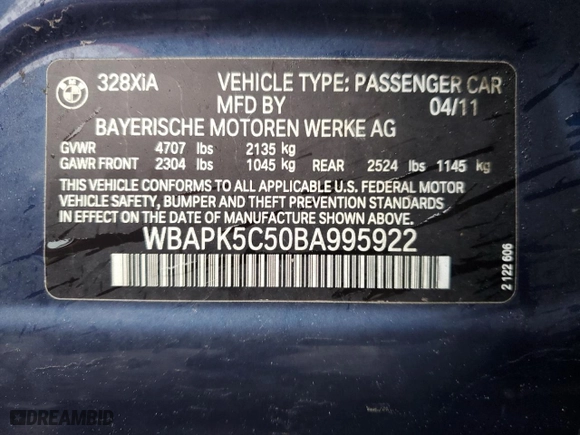 BMW
328XiA VEHICLE TYPE: PASSENGER CAR
MFD BY 04/11
BAYERISCHE MOTOREN WERKE AG
GVWR 4707 lbs 2135 kg
GAWR FRONT 2304 lbs 1045 kg REAR 2524 lbs 1145 kg
THIS VEHICLE CONFORMS TO ALL APPLICABLE U.S. FEDERAL MOTOR
VEHICLE SAFETY, BUMPER AND THEFT PREVENTION STANDARDS IN
EFFECT ON THE DATE OF MANUFACTURE SHOWN ABOVE.
WBAPK5C50BA995922
2 122 606
DREAMBID